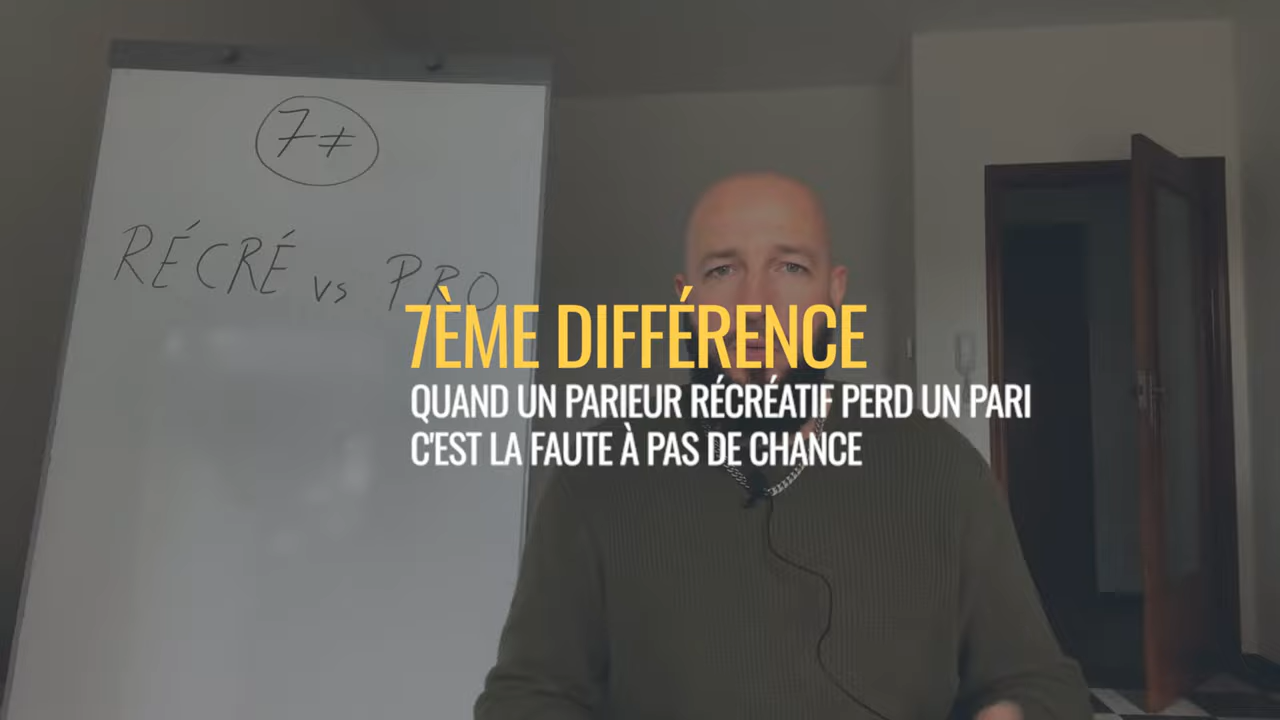 7≠
RÉCRÉ vs PRO
7ÈME DIFFÉRENCE
QUAND UN PARIEUR RÉCRÉATIF PERD UN PARI
C'EST LA FAUTE À PAS DE CHANCE